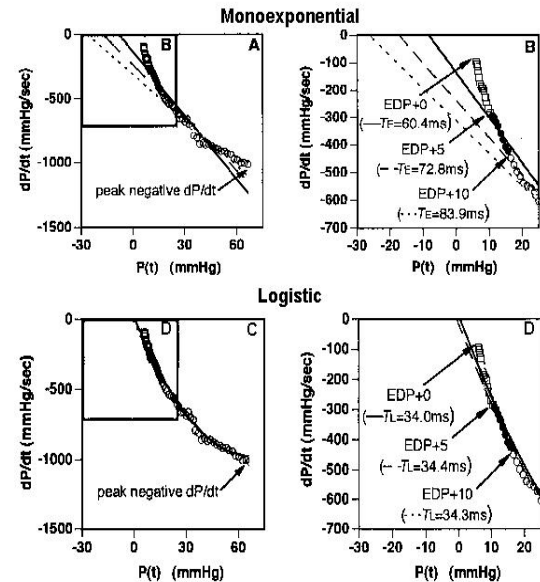 Monoexponential
A
B
0
-500
-1000
-1500
dP/dt (mmHg/sec)
peak negative dP/dt
-30 0 30 60
P(t) (mmHg)
B
0
-100
-200
-300
-400
-500
-600
-700
dP/dt (mmHg/sec)
EDP+0
(—TE=60.4ms)
EDP+5
(– –TE=72.8ms)
EDP+10
(···TE=83.9ms)
-30 -20 -10 0 10 20
P(t) (mmHg)
Logistic
C
D
0
-500
-1000
-1500
dP/dt (mmHg/sec)
peak negative dP/dt
-30 0 30 60
P(t) (mmHg)
D
0
-100
-200
-300
-400
-500
-600
-700
dP/dt (mmHg/sec)
EDP+0
(—TL=34.0ms)
EDP+5
(– –TL=34.4ms)
EDP+10
(···TL=34.3ms)
-30 -20 -10 0 10 20
P(t) (mmHg)